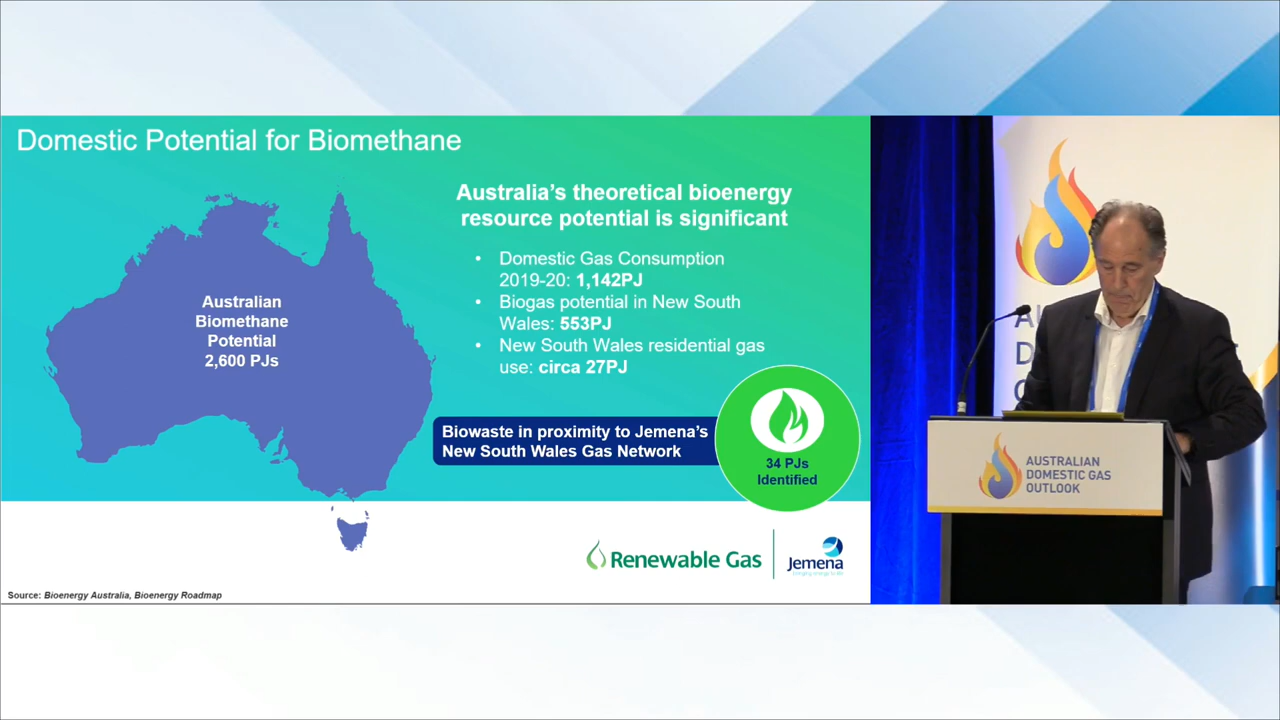 Domestic Potential for Biomethane
Australia's theoretical bioenergy
resource potential is significant
• Domestic Gas Consumption
2019-20: 1,142PJ
• Biogas potential in New South
Wales: 553PJ
• New South Wales residential gas
use: circa 27PJ
Australian
Biomethane
Potential
2,600 PJs
Biowaste in proximity to Jemena's
New South Wales Gas Network
34 PJs
Identified
Renewable Gas
Jemena
Source: Bioenergy Australia, Bioenergy Roadmap
AUSTRALIAN
DOMESTIC GAS
OUTLOOK